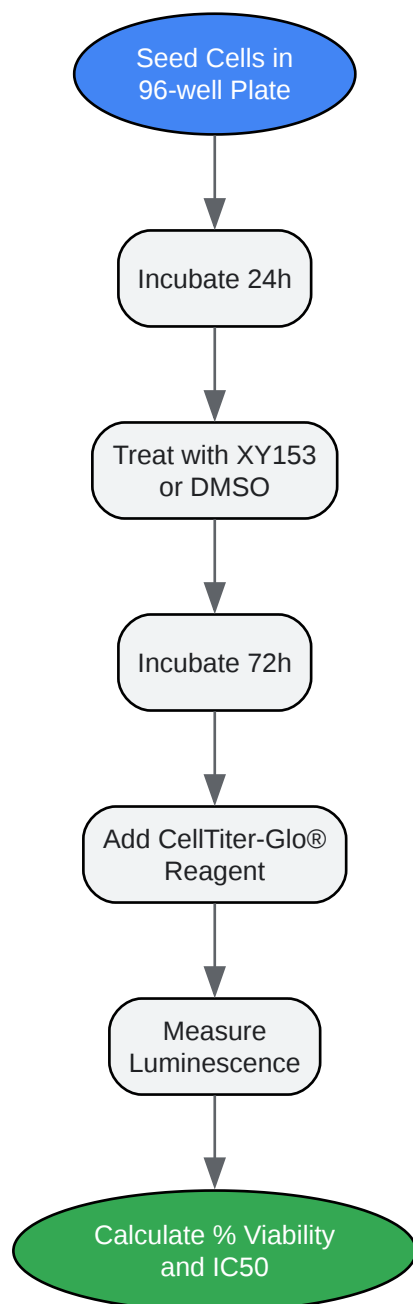 Seed Cells in
96-well Plate
Incubate 24h
Treat with XY153
or DMSO
Incubate 72h
Add CellTiter-Glo®
Reagent
Measure
Luminescence
Calculate % Viability
and IC50